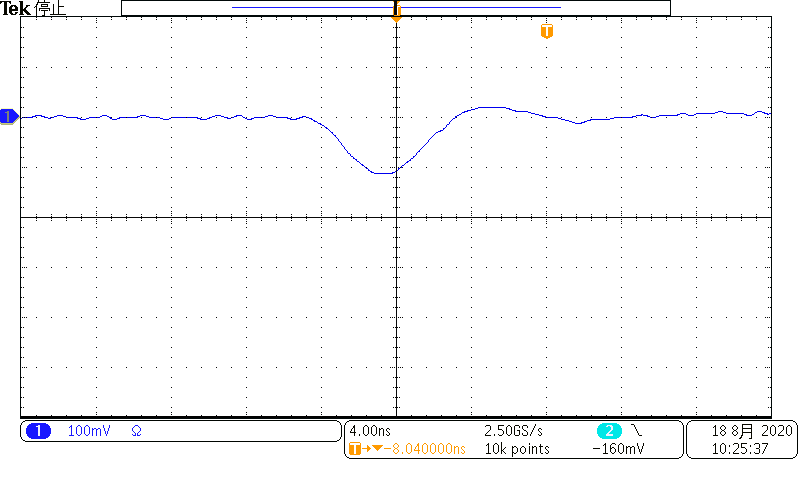 Tek 停止
T
1
100mV Ω
4.00ns 2.50GS/s 2
T→▼−8.040000ns 10k points −160mV
18 8月 2020
10:25:37